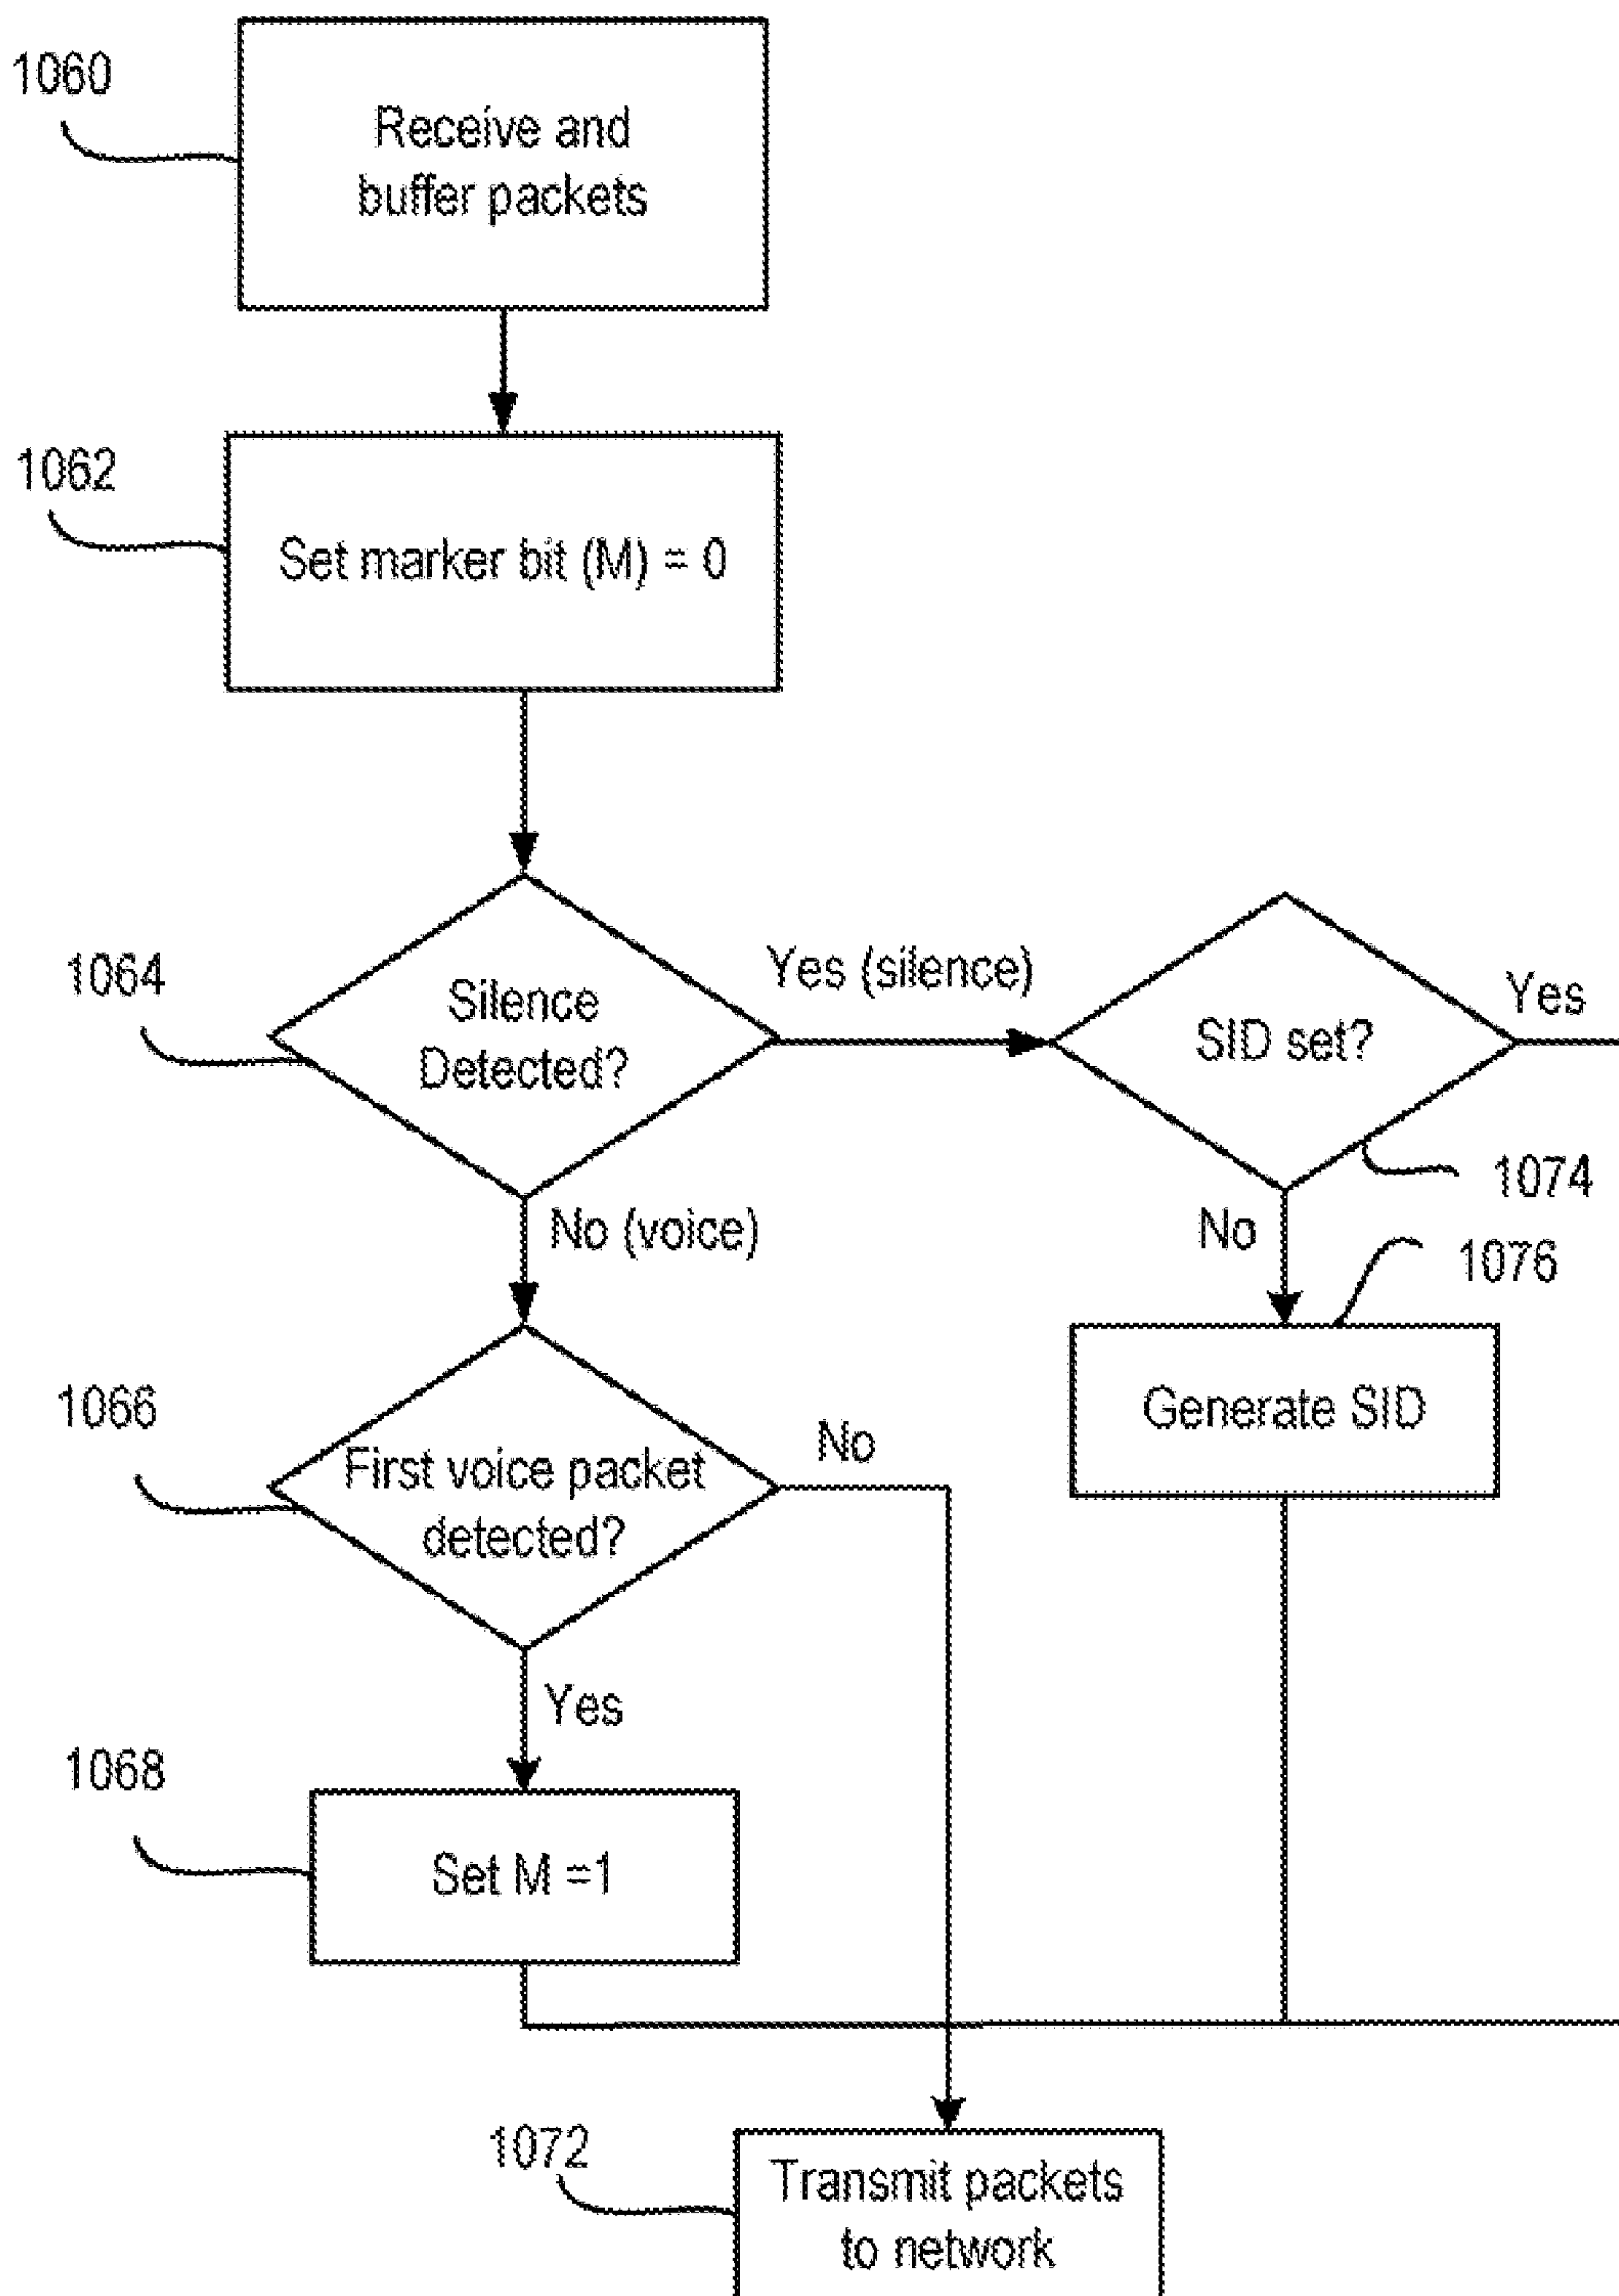 1060
Receive and
buffer packets
1062
Set marker bit (M) = 0
1064
Silence
Detected?
Yes (silence)
SID set?
Yes
1074
No (voice)
No
1076
Generate SID
1066
First voice packet
detected?
No
Yes
1068
Set M =1
1072
Transmit packets
to network